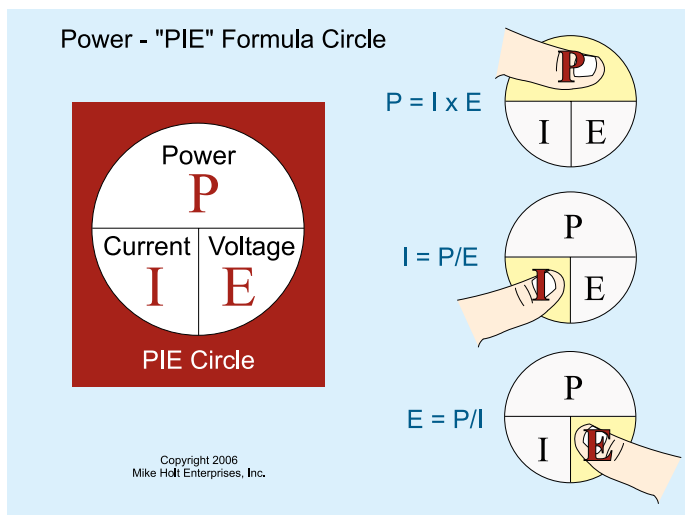 Power - "PIE" Formula Circle
Power
P
Current Voltage
I E
PIE Circle
Copyright 2006
Mike Holt Enterprises, Inc.
P = I x E
P
I E
I = P/E
P
I E
E = P/I
P
I E